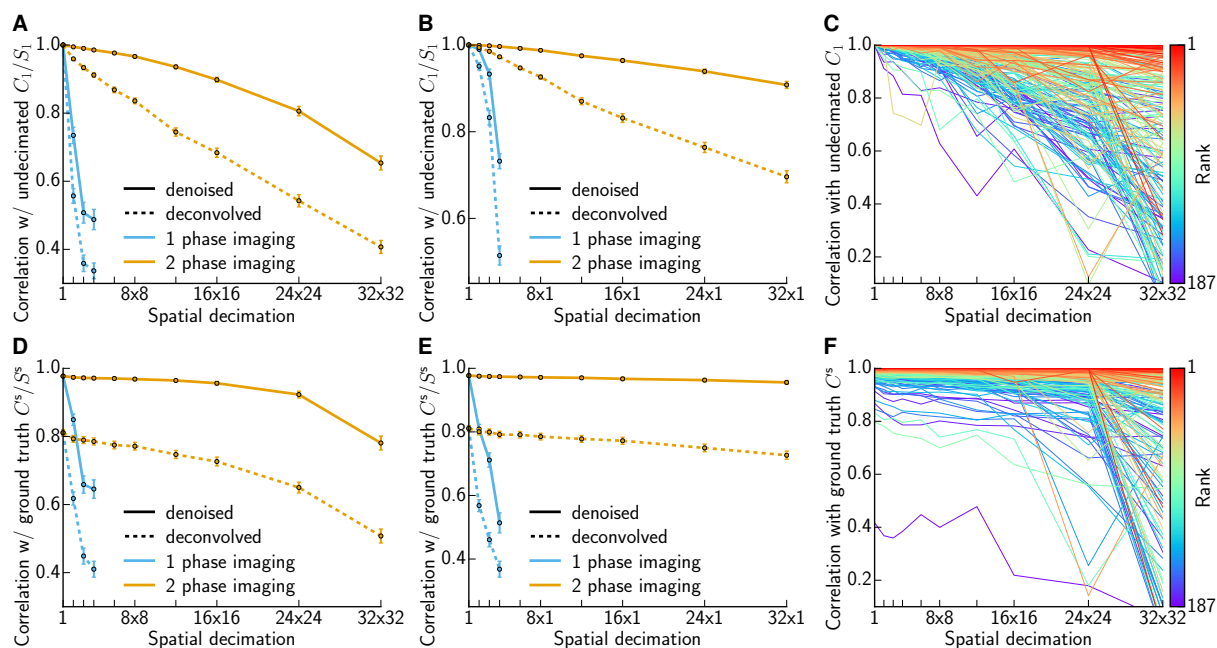 A
Correlation w/ undecimated C₁/S₁
1.0
0.8
0.6
0.4
denoised
deconvolved
1 phase imaging
2 phase imaging
1
8x8
16x16
24x24
32x32
Spatial decimation
B
Correlation w/ undecimated C₁/S₁
1.0
0.8
0.6
denoised
deconvolved
1 phase imaging
2 phase imaging
1
8x1
16x1
24x1
32x1
Spatial decimation
C
Correlation with undecimated C₁
1.0
0.8
0.6
0.4
0.2
1
8x8
16x16
24x24
32x32
Spatial decimation
1
Rank
187
D
Correlation w/ ground truth Cˢ/Sˢ
1.0
0.8
0.6
0.4
denoised
deconvolved
1 phase imaging
2 phase imaging
1
8x8
16x16
24x24
32x32
Spatial decimation
E
Correlation w/ ground truth Cˢ/Sˢ
1.0
0.8
0.6
0.4
denoised
deconvolved
1 phase imaging
2 phase imaging
1
8x1
16x1
24x1
32x1
Spatial decimation
F
Correlation with ground truth Cˢ
1.0
0.8
0.6
0.4
0.2
1
8x8
16x16
24x24
32x32
Spatial decimation
1
Rank
187